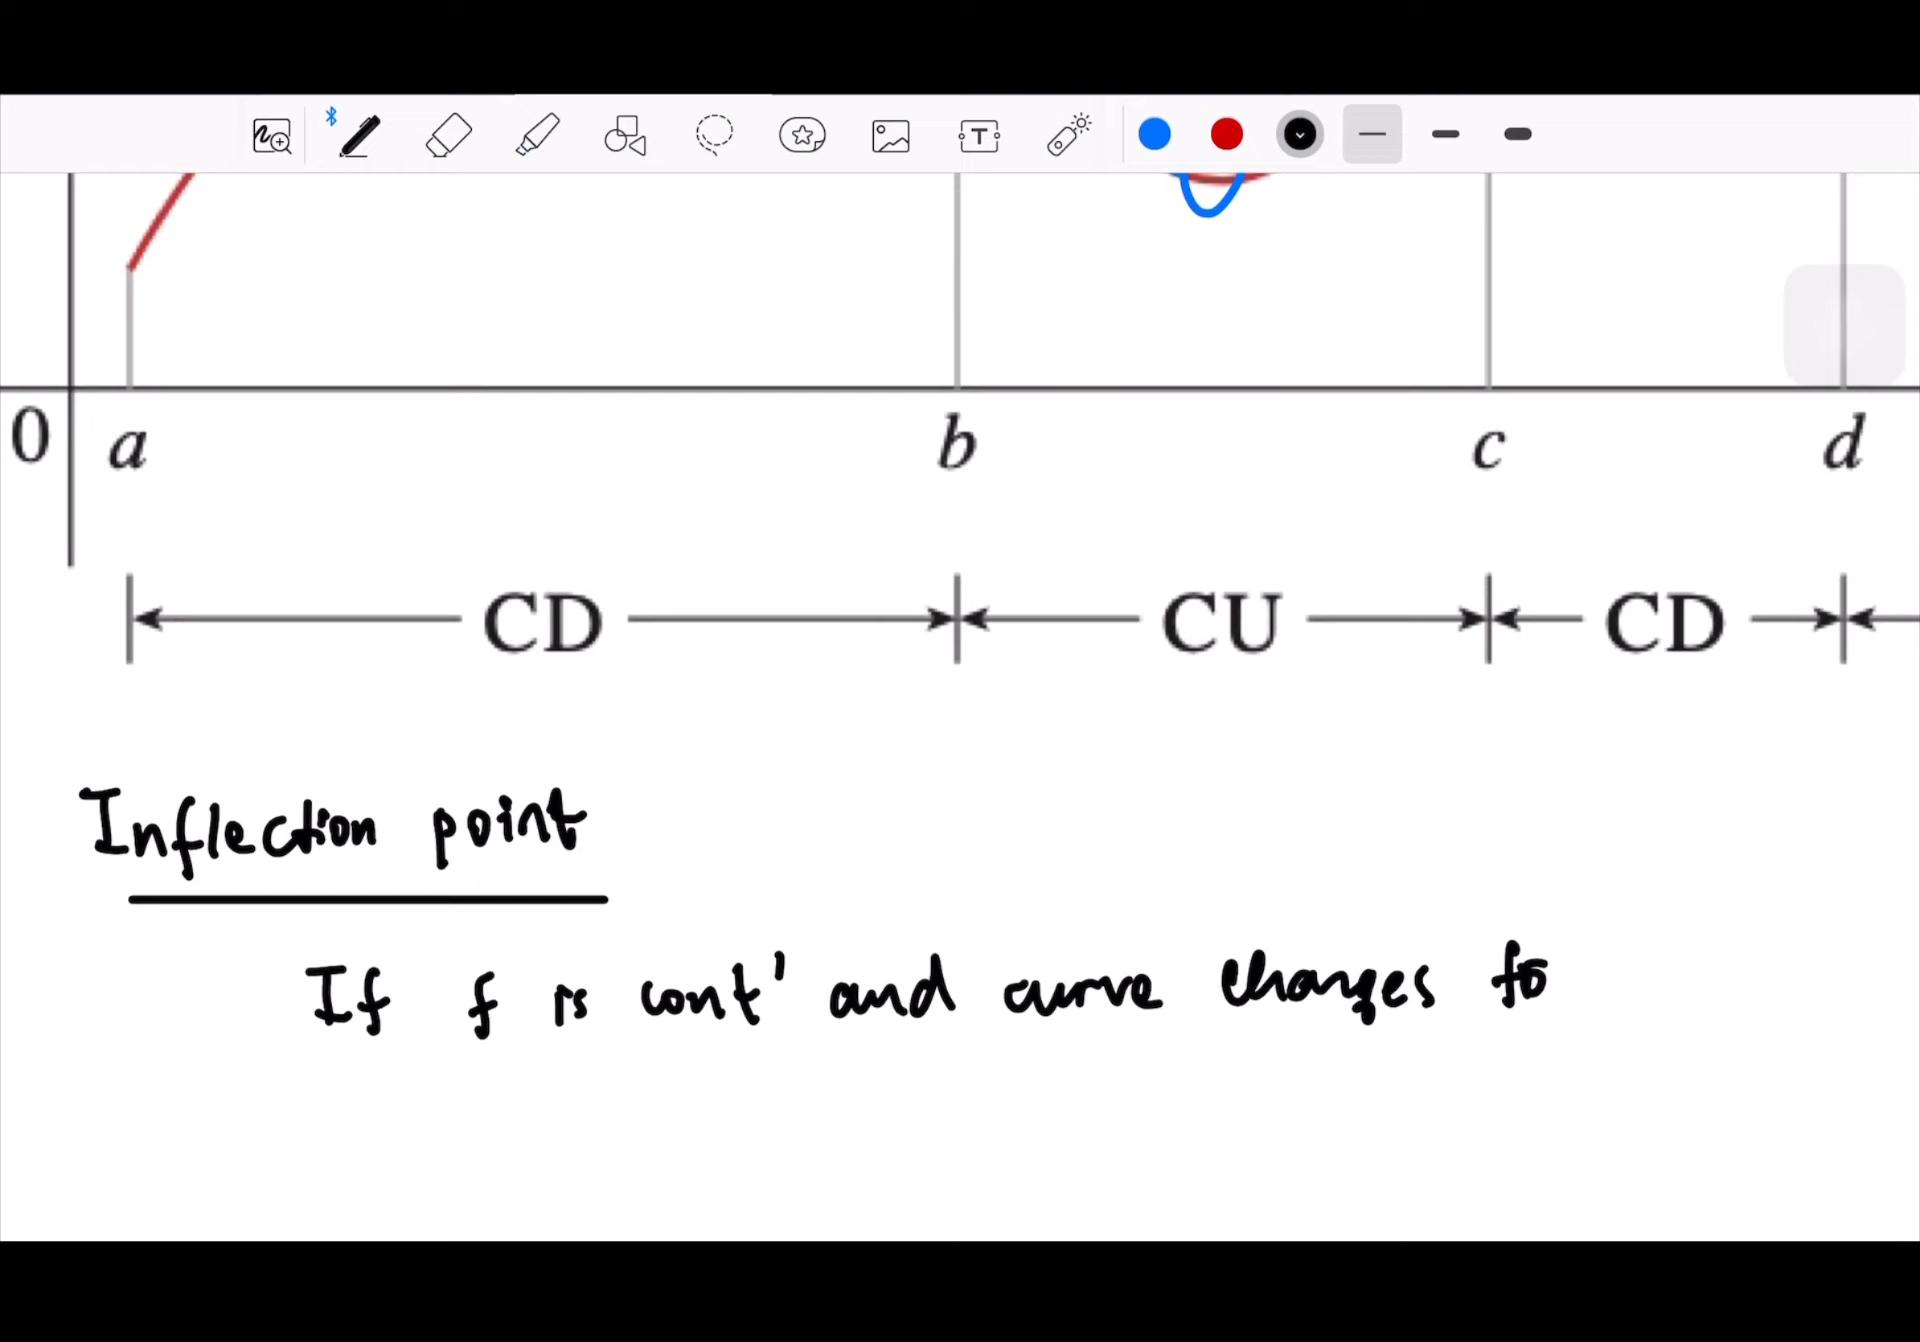 0 a b c d
CD CU CD
Inflection point
If f is cont' and curve changes to